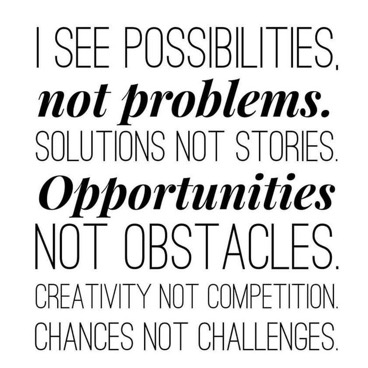 I SEE POSSIBILITIES,
not problems.
SOLUTIONS NOT STORIES.
Opportunities
NOT OBSTACLES.
CREATIVITY NOT COMPETITION.
CHANCES NOT CHALLENGES.